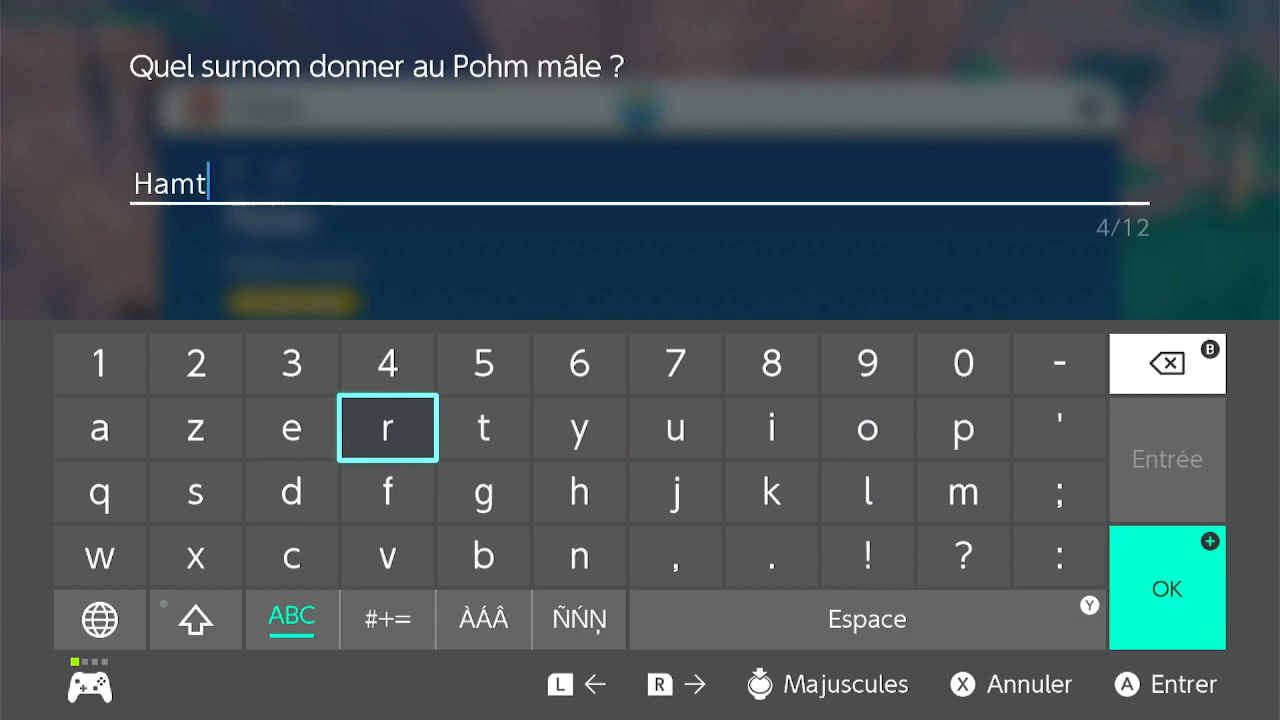 Quel surnom donner au Pohm mâle ?
Hamt
4/12
1 2 3 4 5 6 7 8 9 0 -
B
a z e r t y u i o p '
Entrée
q s d f g h j k l m ;
w x c v b n , . ! ? :
+
OK
ABC #+= ÀÁÂ ÑŃŅ Espace Y
L ← R → Majuscules X Annuler A Entrer